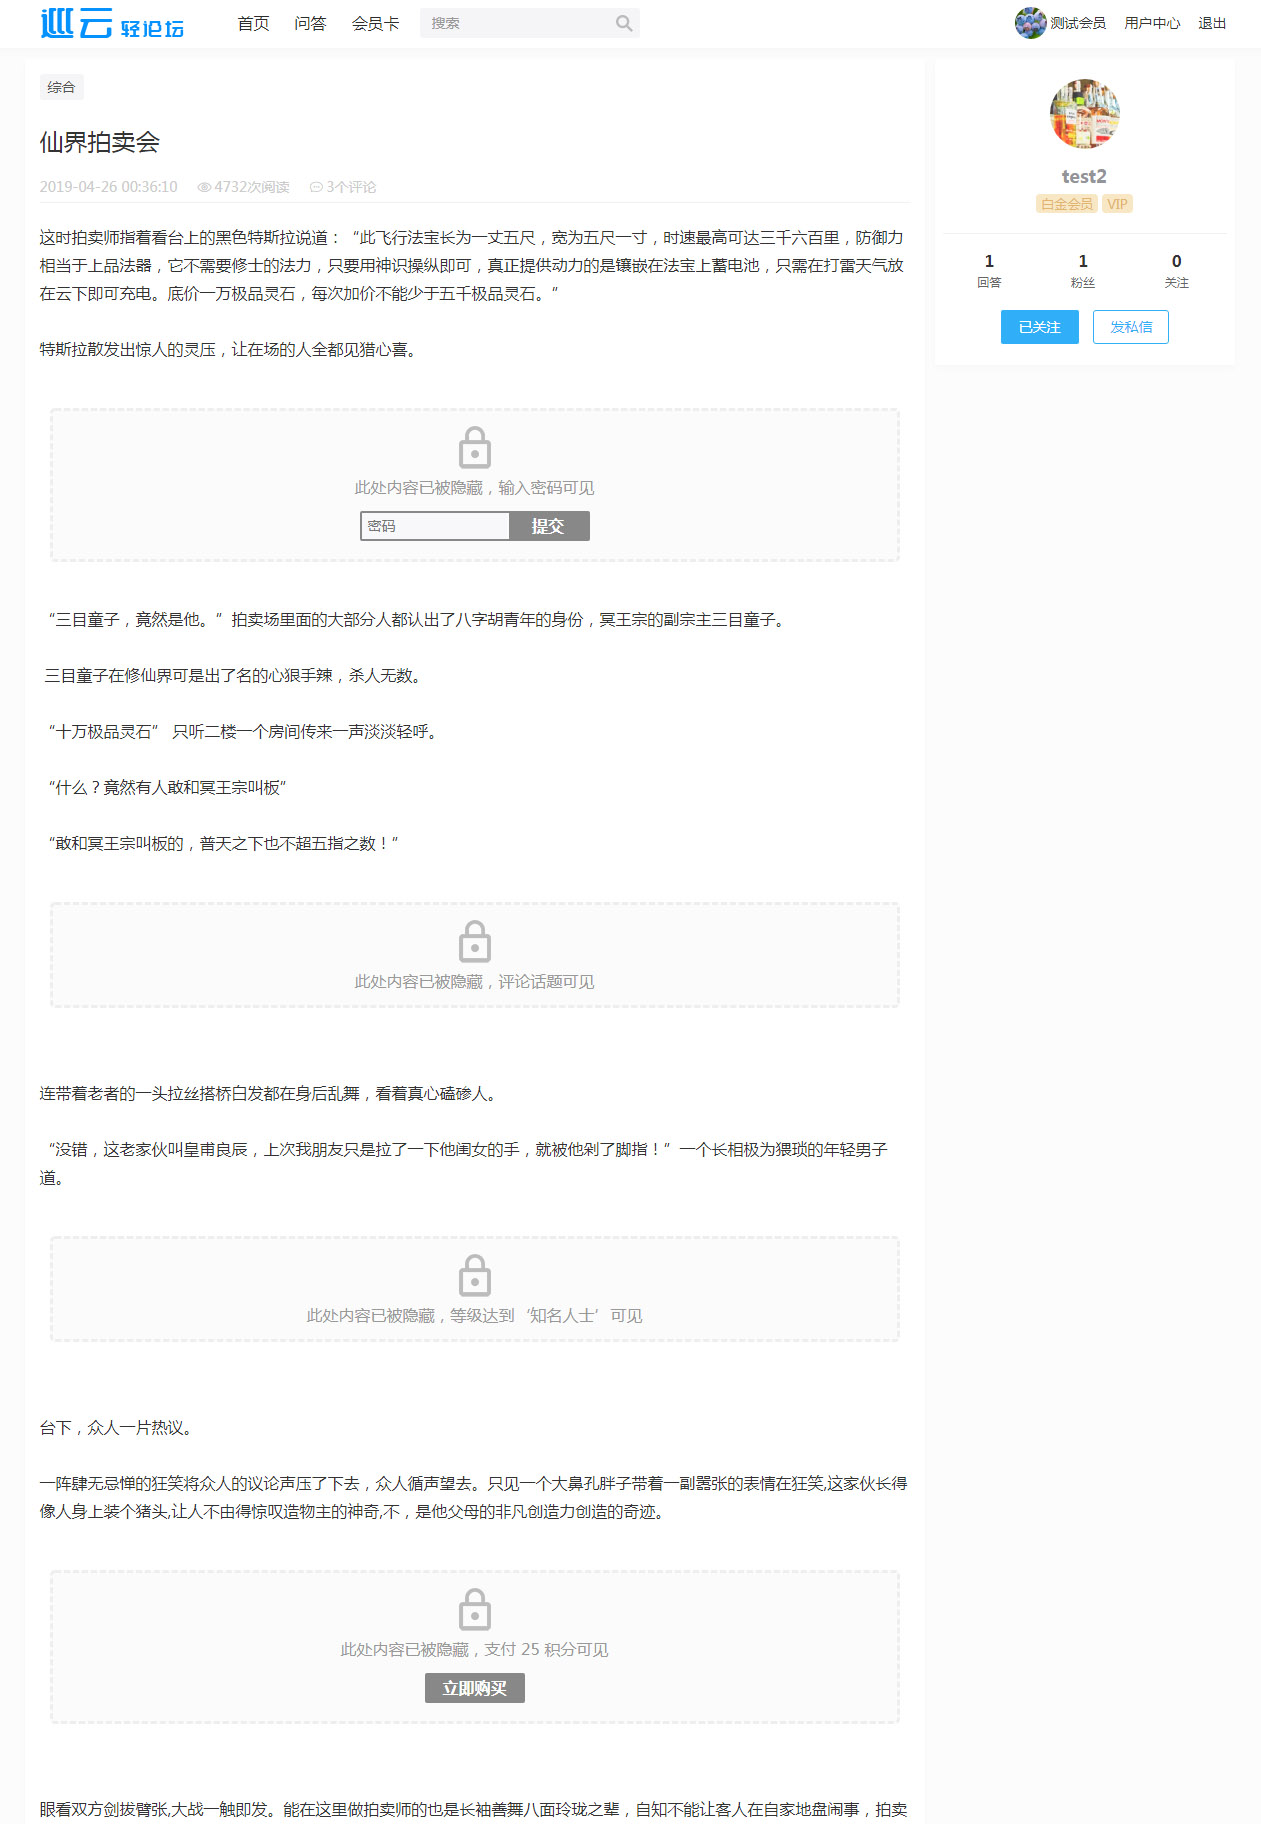 巡云 轻论坛
首页 问答 会员卡 搜索
测试会员 用户中心 退出
综合
仙界拍卖会
2019-04-26 00:36:10 4732次阅读 3个评论
这时拍卖师指着看台上的黑色特斯拉说道：“此飞行法宝长为一丈五尺，宽为五尺一寸，时速最高可达三千六百里，防御力
相当于上品法器，它不需要修士的法力，只要用神识操纵即可，真正提供动力的是镶嵌在法宝上蓄电池，只需在打雷天气放
在云下即可充电。底价一万极品灵石，每次加价不能少于五千极品灵石。”
特斯拉散发出惊人的灵压，让在场的人全都见猎心喜。
此处内容已被隐藏，输入密码可见
密码 提交
“三目童子，竟然是他。”拍卖场里面的大部分人都认出了八字胡青年的身份，冥王宗的副宗主三目童子。
三目童子在修仙界可是出了名的心狠手辣，杀人无数。
“十万极品灵石” 只听二楼一个房间传来一声淡淡轻呼。
“什么？竟然有人敢和冥王宗叫板”
“敢和冥王宗叫板的，普天之下也不超五指之数！”
此处内容已被隐藏，评论话题可见
连带着老者的一头拉丝搭桥白发都在身后乱舞，看着真心磕碜人。
“没错，这老家伙叫皇甫良辰，上次我朋友只是拉了一下他闺女的手，就被他剁了脚指！”一个长相极为猥琐的年轻男子
道。
此处内容已被隐藏，等级达到‘知名人士’可见
台下，众人一片热议。
一阵肆无忌惮的狂笑将众人的议论声压了下去，众人循声望去。只见一个大鼻孔胖子带着一副嚣张的表情在狂笑,这家伙长得
像人身上装个猪头,让人不由得惊叹造物主的神奇,不，是他父母的非凡创造力创造的奇迹。
此处内容已被隐藏，支付 25 积分可见
立即购买
眼看双方剑拔臂张,大战一触即发。能在这里做拍卖师的也是长袖善舞八面玲珑之辈，自知不能让客人在自家地盘闹事，拍卖
test2
白金会员 VIP
1 1 0
回答 粉丝 关注
已关注 发私信